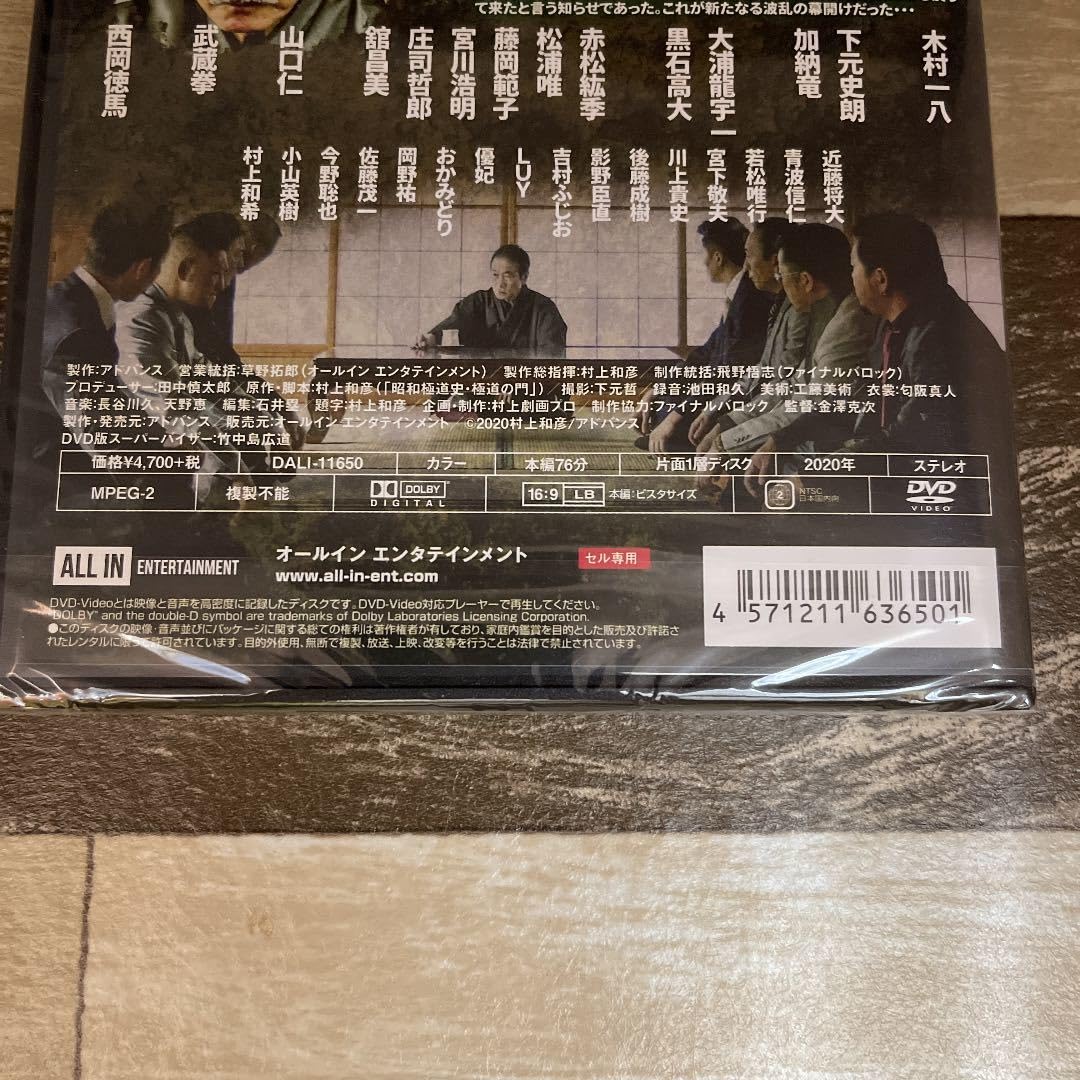 て来たと言う知らせであった。これが新たなる波乱の幕開けだった・・・
木村一八
下元史朗
加納竜
大浦龍宇一
黒石高大
赤松紘季
松浦唯
藤岡範子
宮川浩明
庄司哲郎
舘昌美
山口仁
武蔵拳
西岡徳馬
近藤将大
青波信仁
若松唯行
宮下敬夫
川上貴史
後藤成樹
影野臣直
吉村ふじお
LUY
優妃
おかみどり
岡野祐
佐藤茂一
今野聡也
小山英樹
村上和希
製作:アドバンス／営業統括:草野拓郎(オールイン エンタテインメント)／製作総指揮:村上和彦／制作統括:飛野悟志(ファイナルバロック)
プロデューサー:田中慎太郎／原作・脚本:村上和彦(「昭和極道史・極道の門」)／撮影:下元哲／録音:池田和久／美術:工藤美術／衣裳:匂阪真人
音楽:長谷川久、天野恵／編集:石井塁／題字:村上和彦／企画・制作:村上劇画プロ／制作協力:ファイナルバロック／監督:金澤克次
製作・発売元:アドバンス／販売元:オールイン エンタテインメント ©2020村上和彦/アドバンス
DVD版スーパーバイザー:竹中島広道
価格¥4,700+税 DALI-11650 カラー 本編76分 片面1層ディスク 2020年 ステレオ
MPEG-2 複製不能 DOLBY DIGITAL 16:9 LB 本編:ビスタサイズ 2 NTSC 日本国内向 DVD VIDEO
ALL IN ENTERTAINMENT
オールイン エンタテインメント
www.all-in-ent.com
セル専用
DVD-Videoとは映像と音声を高密度に記録したディスクです。DVD-Video対応プレーヤーで再生してください。
"DOLBY" and the double-D symbol are trademarks of Dolby Laboratories Licensing Corporation.
●このディスクの映像・音声並びにパッケージに関する総ての権利は著作権者が有しており、家庭内鑑賞を目的とした販売及び許諾さ
れたレンタルに限って許可されています。目的外使用、無断で複製、放送、上映、改変等を行うことは法律で禁止されています。
4 571211 636501